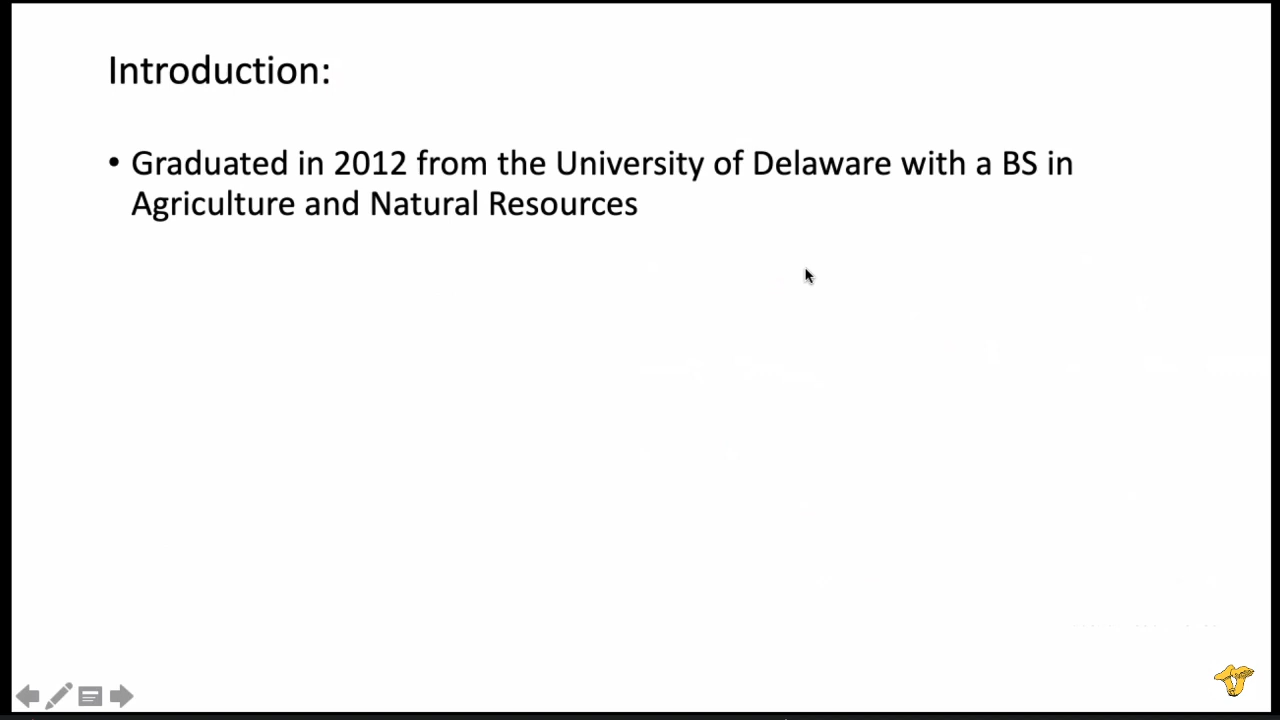 Introduction:
• Graduated in 2012 from the University of Delaware with a BS in
Agriculture and Natural Resources